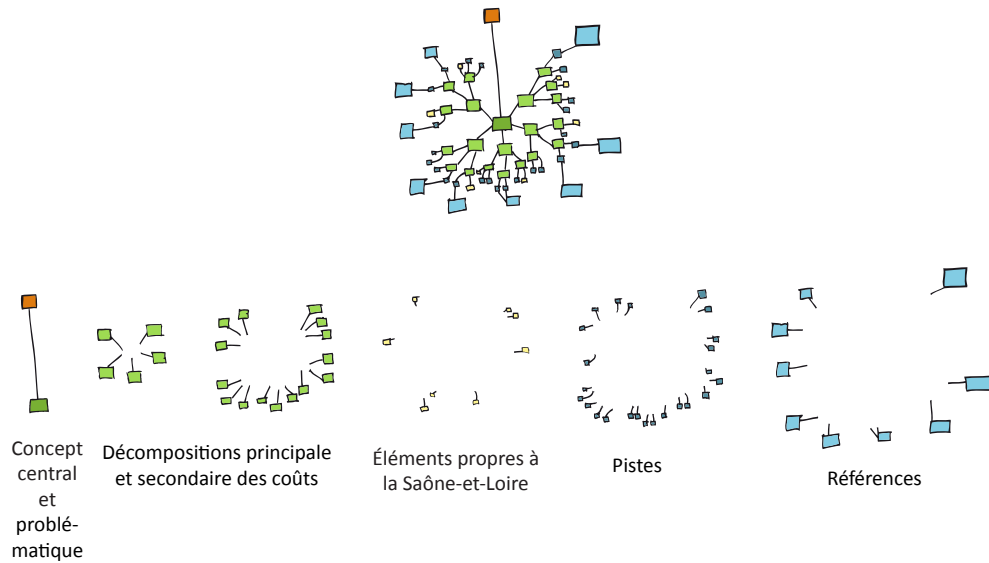 Concept
central
et
problé-
matique
Décompositions principale
et secondaire des coûts
Éléments propres à
la Saône-et-Loire
Pistes
Références